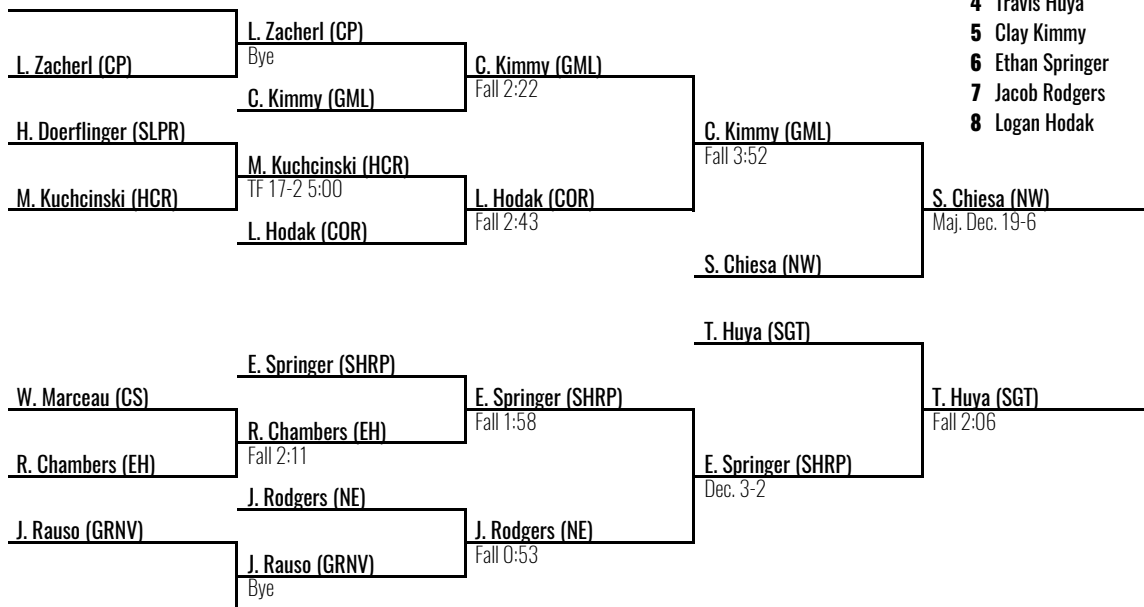 4 Travis Huya
5 Clay Kimmy
6 Ethan Springer
7 Jacob Rodgers
8 Logan Hodak
L. Zacherl (CP)
Bye
L. Zacherl (CP)
C. Kimmy (GML)
Fall 2:22
C. Kimmy (GML)
H. Doerflinger (SLPR)
C. Kimmy (GML)
Fall 3:52
M. Kuchcinski (HCR)
TF 17-2 5:00
M. Kuchcinski (HCR)
L. Hodak (COR)
Fall 2:43
S. Chiesa (NW)
Maj. Dec. 19-6
L. Hodak (COR)
S. Chiesa (NW)
T. Huya (SGT)
E. Springer (SHRP)
W. Marceau (CS)
E. Springer (SHRP)
Fall 1:58
T. Huya (SGT)
Fall 2:06
R. Chambers (EH)
Fall 2:11
R. Chambers (EH)
E. Springer (SHRP)
Dec. 3-2
J. Rodgers (NE)
J. Rauso (GRNV)
J. Rodgers (NE)
Fall 0:53
J. Rauso (GRNV)
Bye